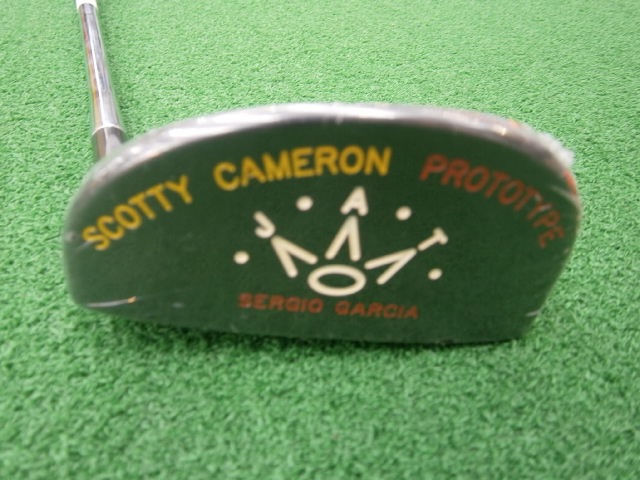 SCOTTY CAMERON PROTOTYPE
J • A • T
SERGIO GARCIA